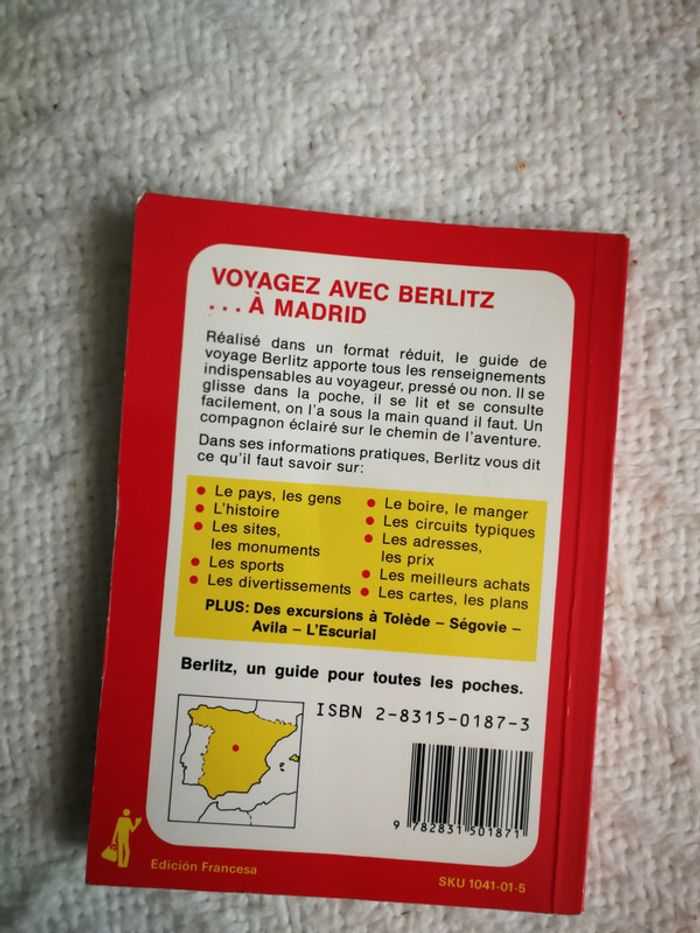 VOYAGEZ AVEC BERLITZ
...À MADRID
Réalisé dans un format réduit, le guide de
voyage Berlitz apporte tous les renseignements
indispensables au voyageur, pressé ou non. Il se
glisse dans la poche, il se lit et se consulte
facilement, on l'a sous la main quand il faut. Un
compagnon éclairé sur le chemin de l'aventure.
Dans ses informations pratiques, Berlitz vous dit
ce qu'il faut savoir sur:
• Le pays, les gens
• L'histoire
• Les sites,
les monuments
• Les sports
• Les divertissements
• Le boire, le manger
• Les circuits typiques
• Les adresses,
les prix
• Les meilleurs achats
• Les cartes, les plans
PLUS: Des excursions à Tolède – Ségovie –
Avila – L'Escurial
Berlitz, un guide pour toutes les poches.
ISBN 2-8315-0187-3
9 782831 501871
Edición Francesa
SKU 1041-01-5